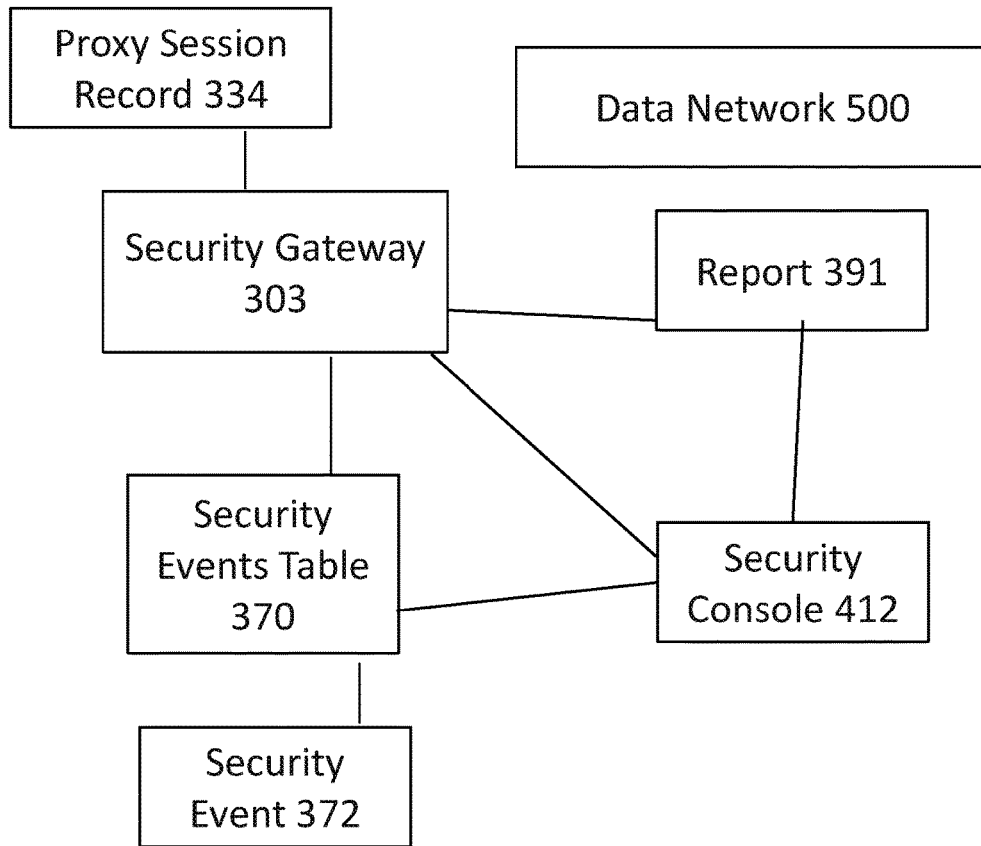 Proxy Session
Record 334
Data Network 500
Security Gateway
303
Report 391
Security
Events Table
370
Security
Console 412
Security
Event 372